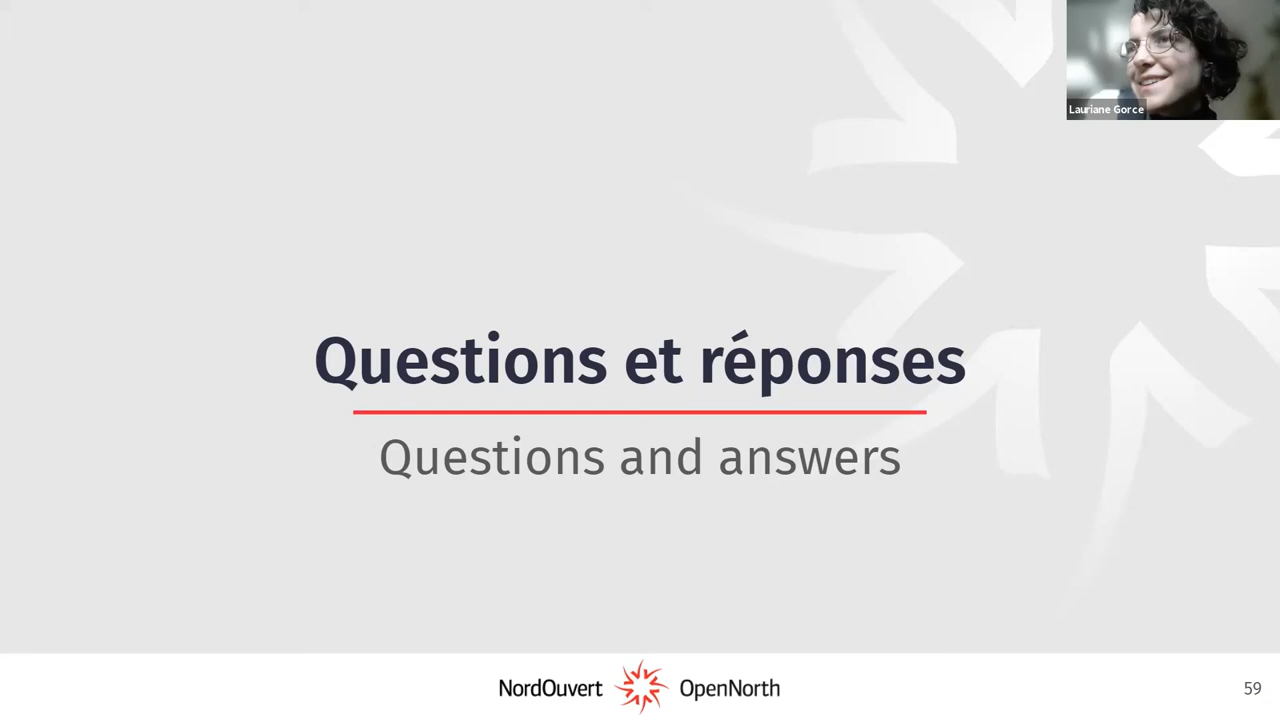 Lauriane Gorce
Questions et réponses
Questions and answers
NordOuvert OpenNorth
59